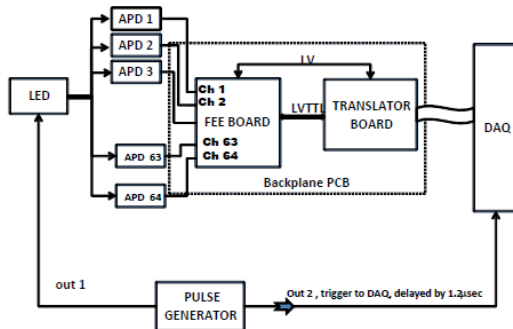 APD 1
APD 2
APD 3
LED
Ch 1
Ch 2
FEE BOARD
Ch 63
Ch 64
LV
LVTTL
TRANSLATOR
BOARD
DAQ
APD 63
APD 64
Backplane PCB
out 1
PULSE
GENERATOR
Out 2 , trigger to DAQ, delayed by 1.2µsec